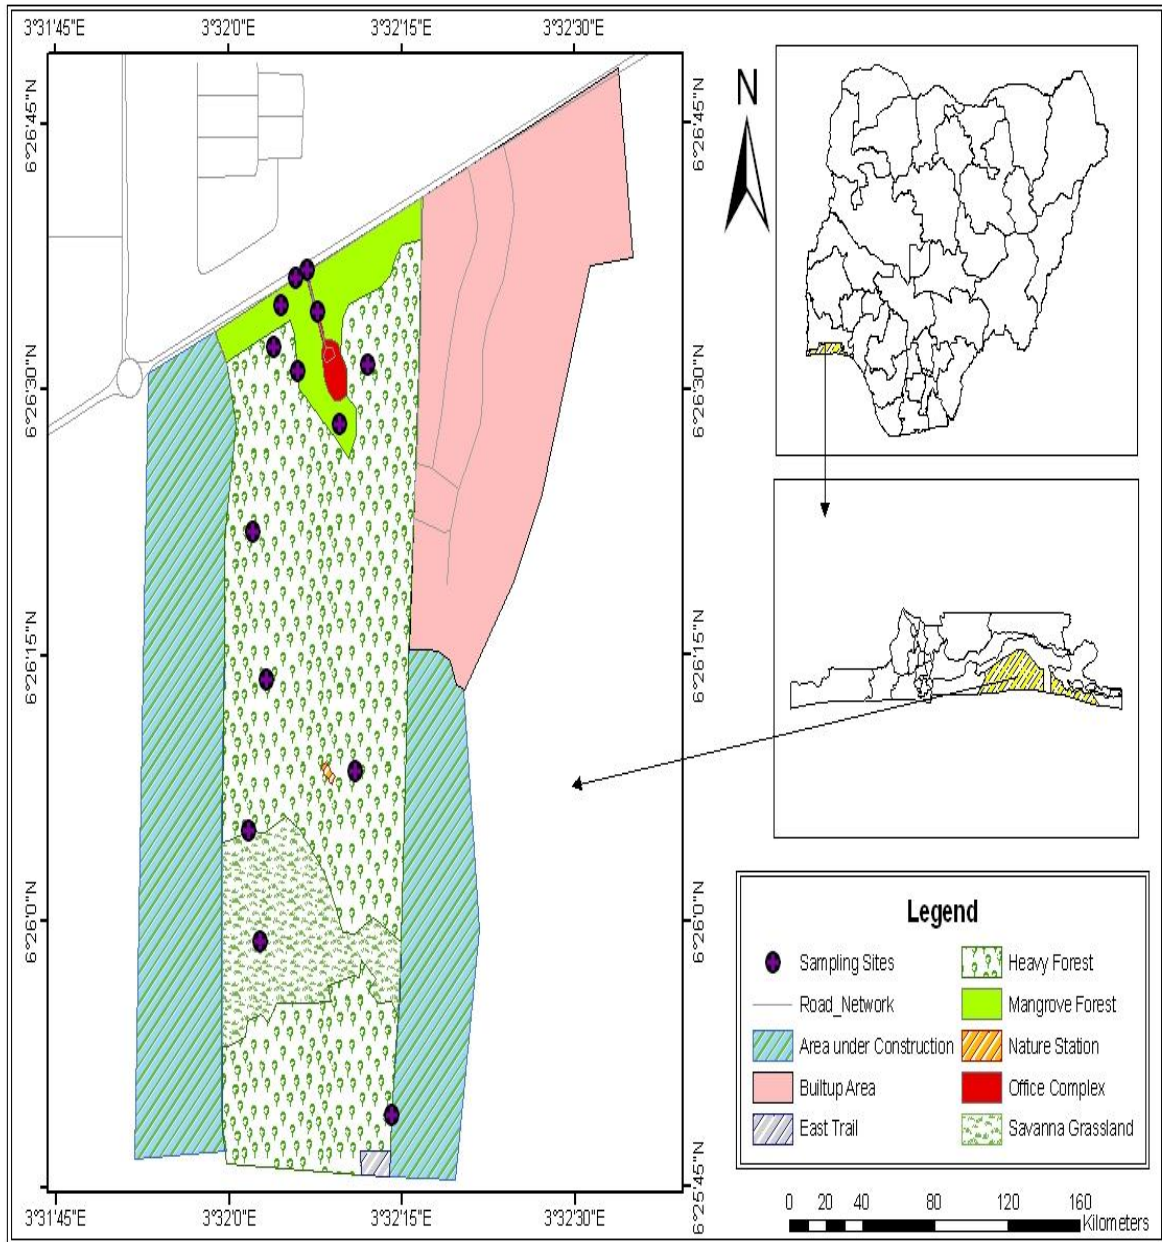 3°31'45"E 3°32'0"E 3°32'15"E 3°32'30"E
6°26'45"N 6°26'45"N
N
6°26'30"N 6°26'30"N
6°26'15"N 6°26'15"N
6°26'0"N 6°26'0"N
6°25'45"N
3°31'45"E 3°32'0"E 3°32'15"E 3°32'30"E
Legend
Sampling Sites
Road_Network
Area under Construction
Builtup Area
East Trail
Heavy Forest
Mangrove Forest
Nature Station
Office Complex
Savanna Grassland
0 20 40 80 120 160
Kilometers